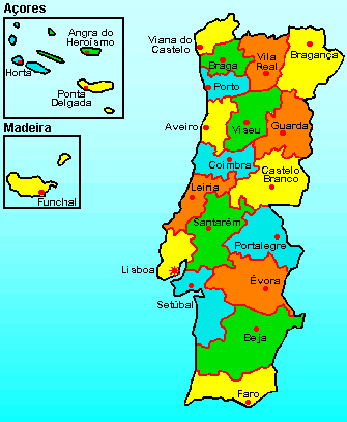 Açores
Angra do
Heroísmo
Horta
Ponta
Delgada
Madeira
Funchal
Viana do
Castelo
Braga
Vila
Real
Bragança
Porto
Aveiro
Viseu
Guarda
Coimbra
Castelo
Branco
Leiria
Santarém
Portalegre
Lisboa
Setúbal
Évora
Beja
Faro